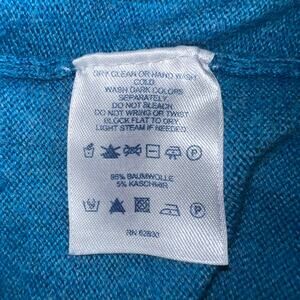 DRY CLEAN OR HAND WASH
COLD.
WASH DARK COLORS
SEPARATELY
DO NOT BLEACH
DO NOT WRING OR TWIST
BLOCK FLAT TO DRY
LIGHT STEAM IF NEEDED
95% BAUMWOLLE
5% KASCHMIR
RN 62830